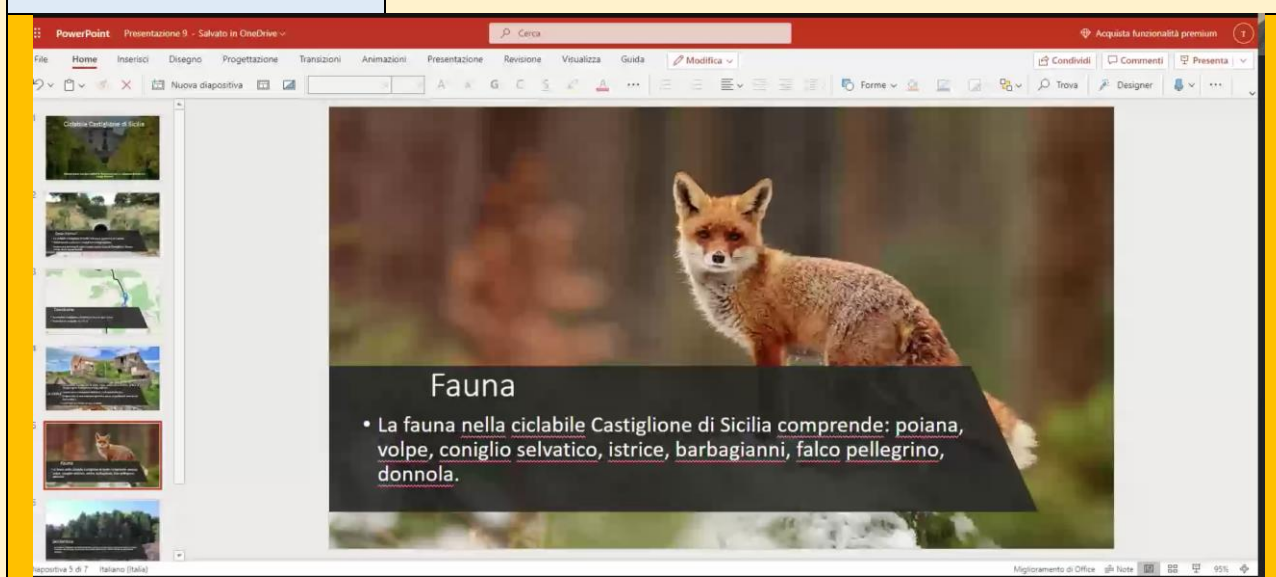 PowerPoint Presentazione 9 - Salvato in OneDrive
Cerca
Acquista funzionalità premium
File Home Inserisci Disegno Progettazione Transizioni Animazioni Presentazione Revisione Visualizza Guida Modifica
Condividi Commenti Presenta
Nuova diapositiva
G C S A
Forme
Trova Designer
Ciclabile Castiglione di Sicilia
Fauna
Fauna
• La fauna nella ciclabile Castiglione di Sicilia comprende: poiana,
volpe, coniglio selvatico, istrice, barbagianni, falco pellegrino,
donnola.
Diapositiva 5 di 7 Italiano (Italia)
Miglioramento di Office Note 95%